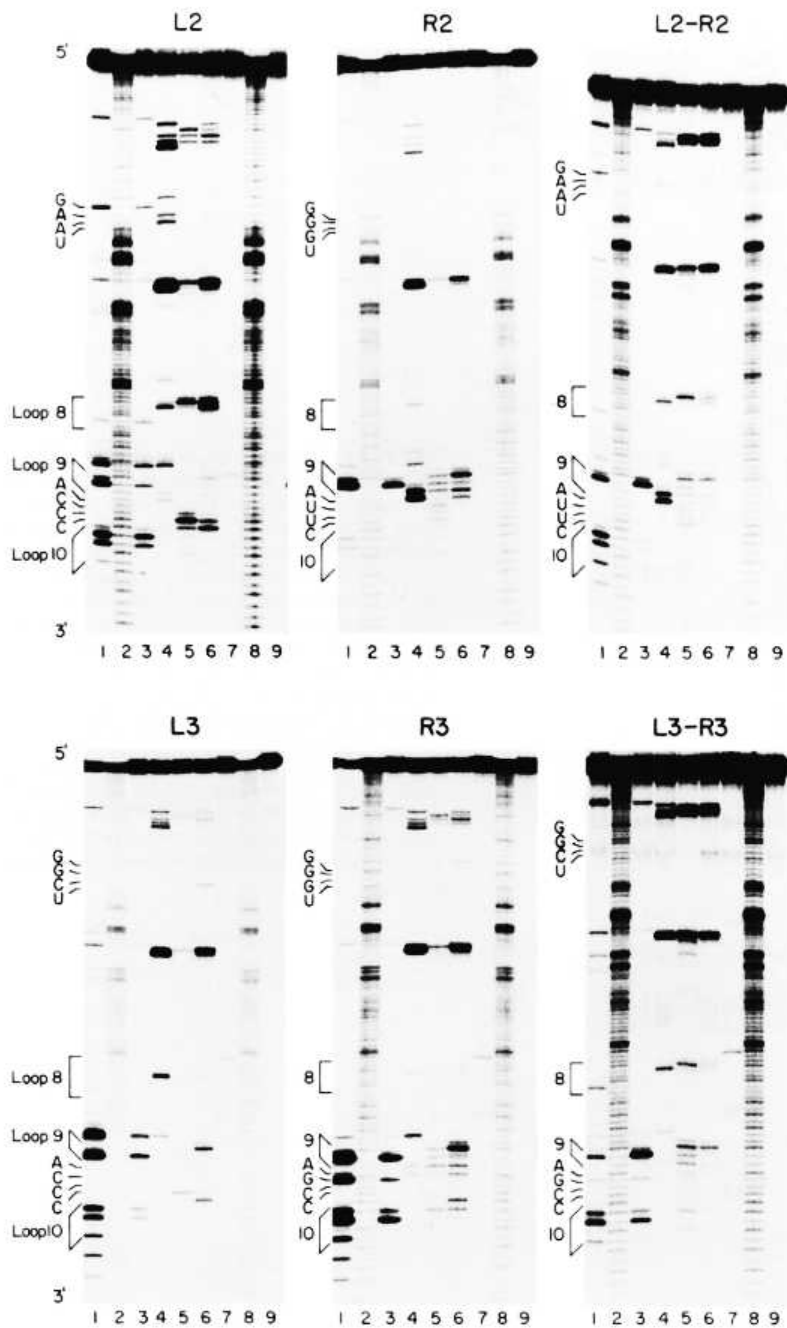 L2 R2 L2-R2
5'
G G G
A G A
A G A
U U U
Loop 8 8 8
Loop 9 9 9
A A A
C U U
C U U
C C C
Loop 10 10 10
3'
1 2 3 4 5 6 7 8 9 1 2 3 4 5 6 7 8 9 1 2 3 4 5 6 7 8 9
L3 R3 L3-R3
5'
G G G
G G G
C G C
U U U
Loop 8 8 8
Loop 9 9 9
A A A
C G G
C C C
C C C
Loop 10 10 10
3'
1 2 3 4 5 6 7 8 9 1 2 3 4 5 6 7 8 9 1 2 3 4 5 6 7 8 9